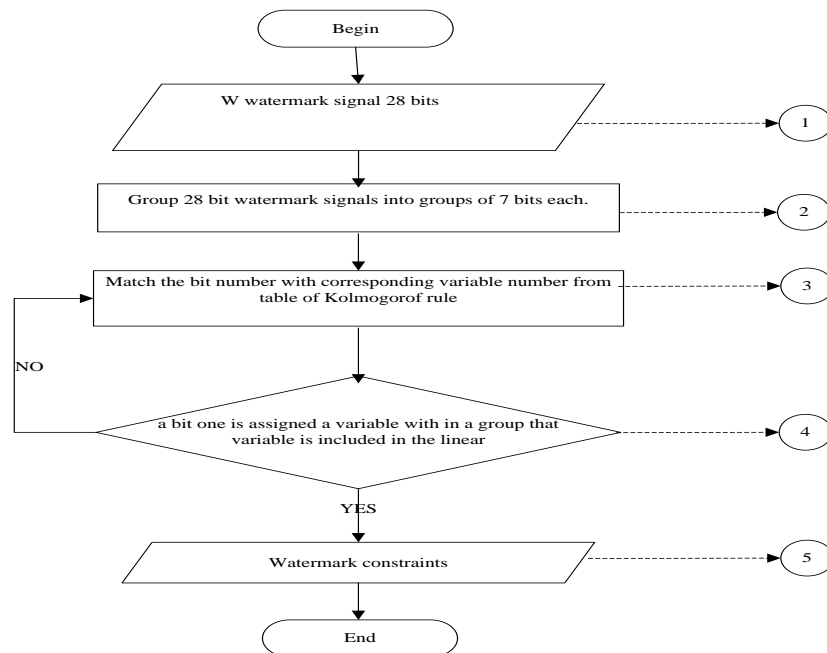 Begin
W watermark signal 28 bits
1
Group 28 bit watermark signals into groups of 7 bits each.
2
Match the bit number with corresponding variable number from
table of Kolmogorof rule
3
NO
a bit one is assigned a variable with in a group that
variable is included in the linear
4
YES
Watermark constraints
5
End